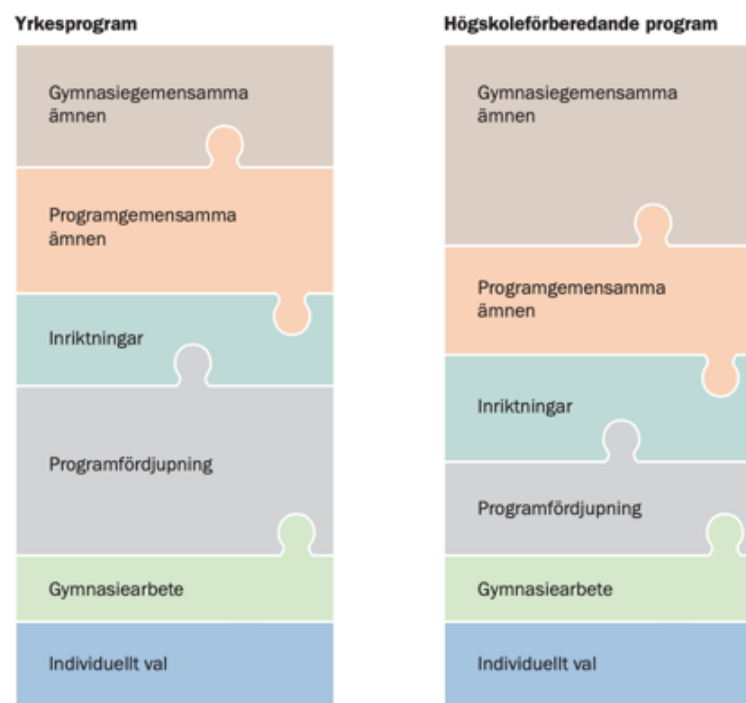 Yrkesprogram
Gymnasiegemensamma
ämnen
Programgemensamma
ämnen
Inriktningar
Programfördjupning
Gymnasiearbete
Individuellt val
Högskoleförberedande program
Gymnasiegemensamma
ämnen
Programgemensamma
ämnen
Inriktningar
Programfördjupning
Gymnasiearbete
Individuellt val